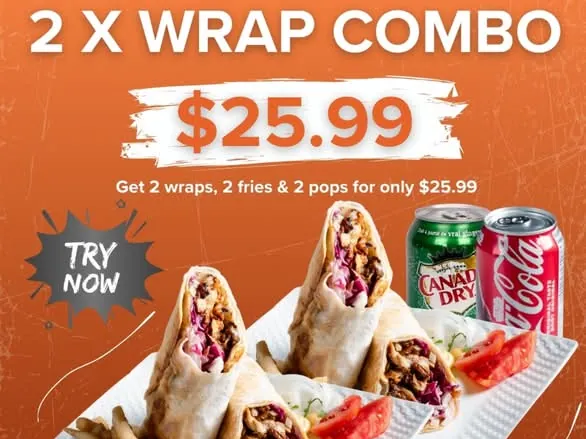 2 X WRAP COMBO
$25.99
Get 2 wraps, 2 fries & 2 pops for only $25.99
TRY
NOW
CANAD
DRY
Coca-Cola